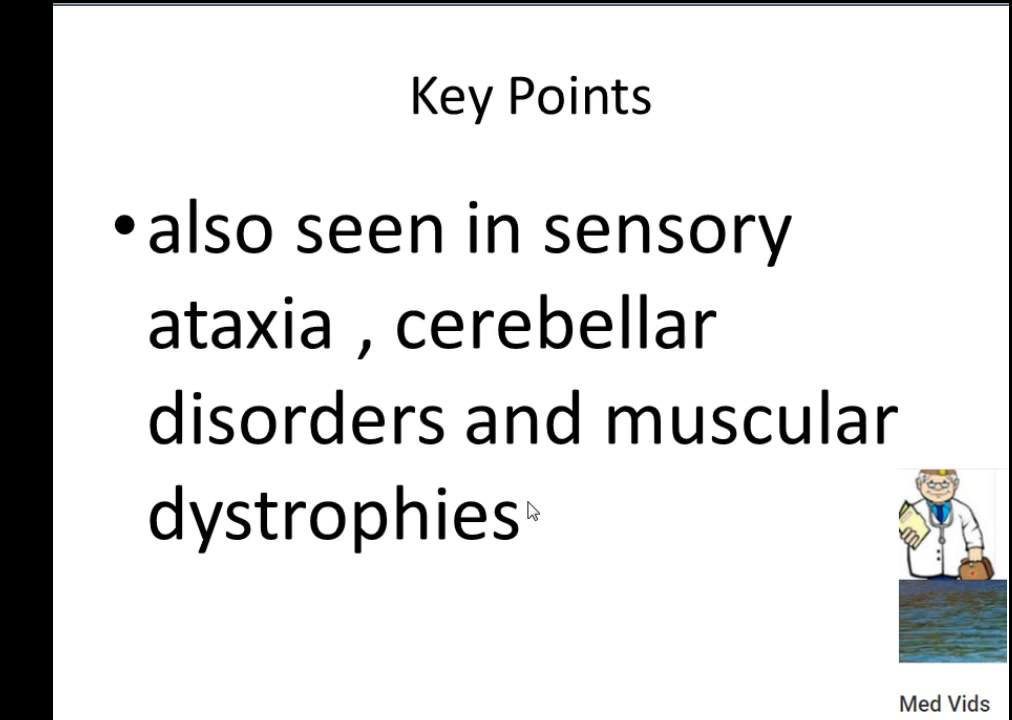 Key Points
• also seen in sensory
ataxia , cerebellar
disorders and muscular
dystrophies
Med Vids